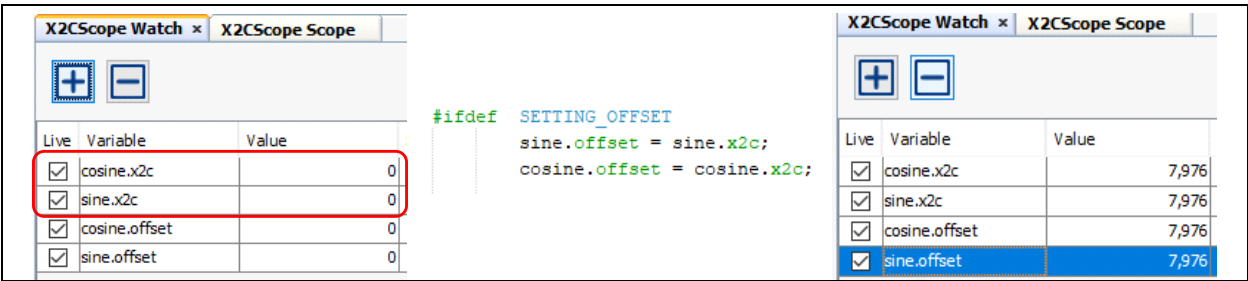 X2CScope Watch × X2CScope Scope
Live Variable Value
cosine.x2c 0
sine.x2c 0
cosine.offset 0
sine.offset 0
#ifdef SETTING_OFFSET
sine.offset = sine.x2c;
cosine.offset = cosine.x2c;
X2CScope Watch × X2CScope Scope
Live Variable Value
cosine.x2c 7,976
sine.x2c 7,976
cosine.offset 7,976
sine.offset 7,976